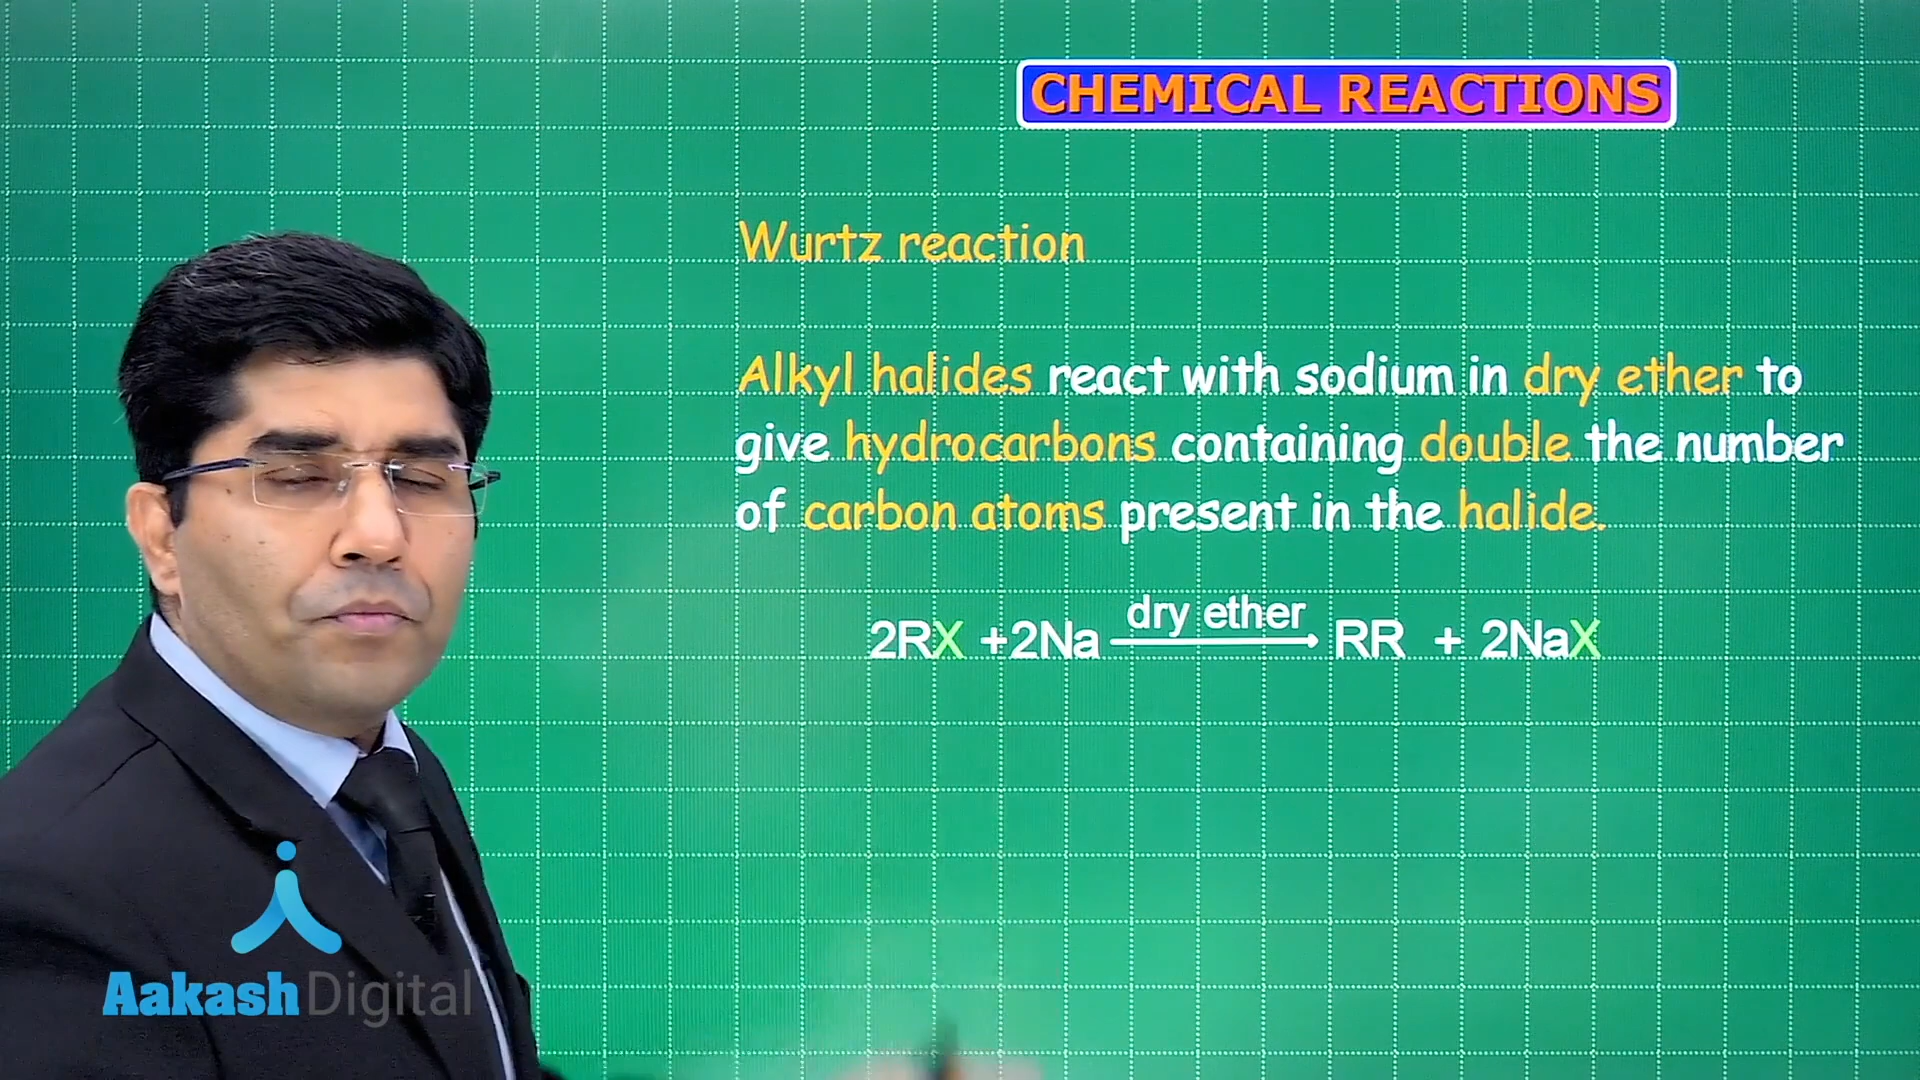 CHEMICAL REACTIONS
Wurtz reaction
Alkyl halides react with sodium in dry ether to
give hydrocarbons containing double the number
of carbon atoms present in the halide.
2RX +2Na dry ether RR + 2NaX
Aakash Digital